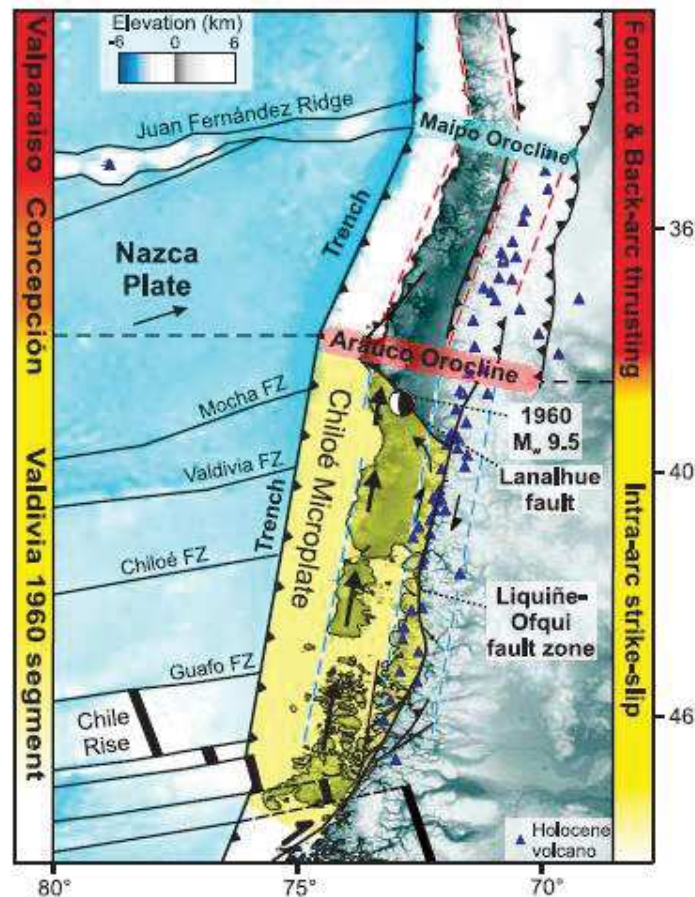 Elevation (km)
-6 0 6
Juan Fernández Ridge
Maipo Orocline
Valparaiso
Concepción
Valdivia 1960 segment
Forearc & Back-arc thrusting
Intra-arc strike-slip
Nazca
Plate
Trench
36
Arauco Orocline
Mocha FZ
1960
Mw 9.5
Chiloé Microplate
Lanalhue
fault
40
Valdivia FZ
Trench
Chiloé FZ
Liquiñe-
Ofqui
fault zone
Guafo FZ
Chile
Rise
46
Holocene
volcano
80°
75°
70°